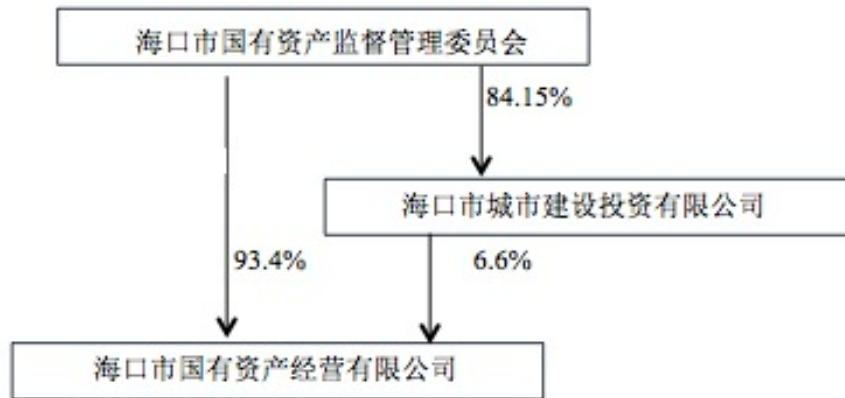 海口市国有资产监督管理委员会
84.15%
海口市城市建设投资有限公司
93.4%
6.6%
海口市国有资产经营有限公司